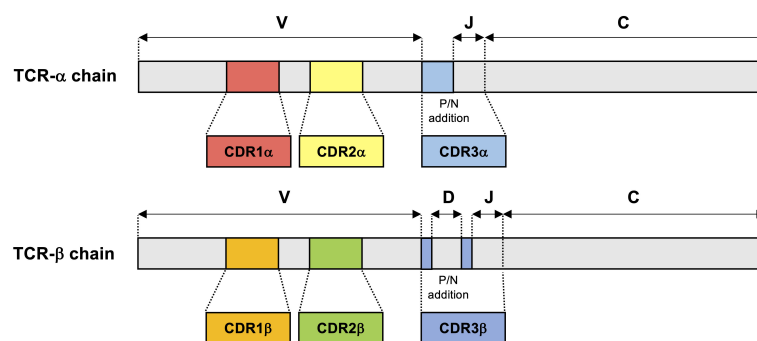 V J C
TCR-α chain
P/N
addition
CDR1α CDR2α CDR3α
V D J C
TCR-β chain
P/N
addition
CDR1β CDR2β CDR3β